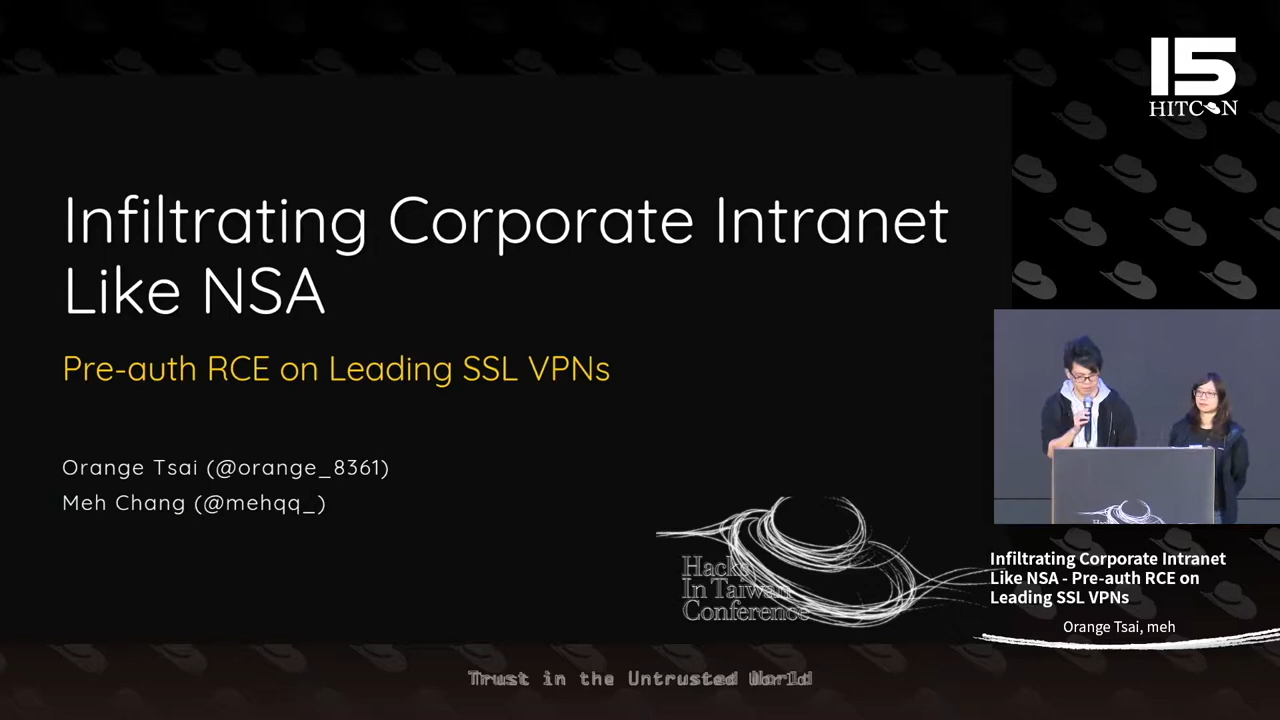 15
HITCON
Infiltrating Corporate Intranet
Like NSA
Pre-auth RCE on Leading SSL VPNs
Orange Tsai (@orange_8361)
Meh Chang (@mehqq_)
Hacks
In Taiwan
Conference
Infiltrating Corporate Intranet
Like NSA - Pre-auth RCE on
Leading SSL VPNs
Orange Tsai, meh
Trust in the Untrusted World